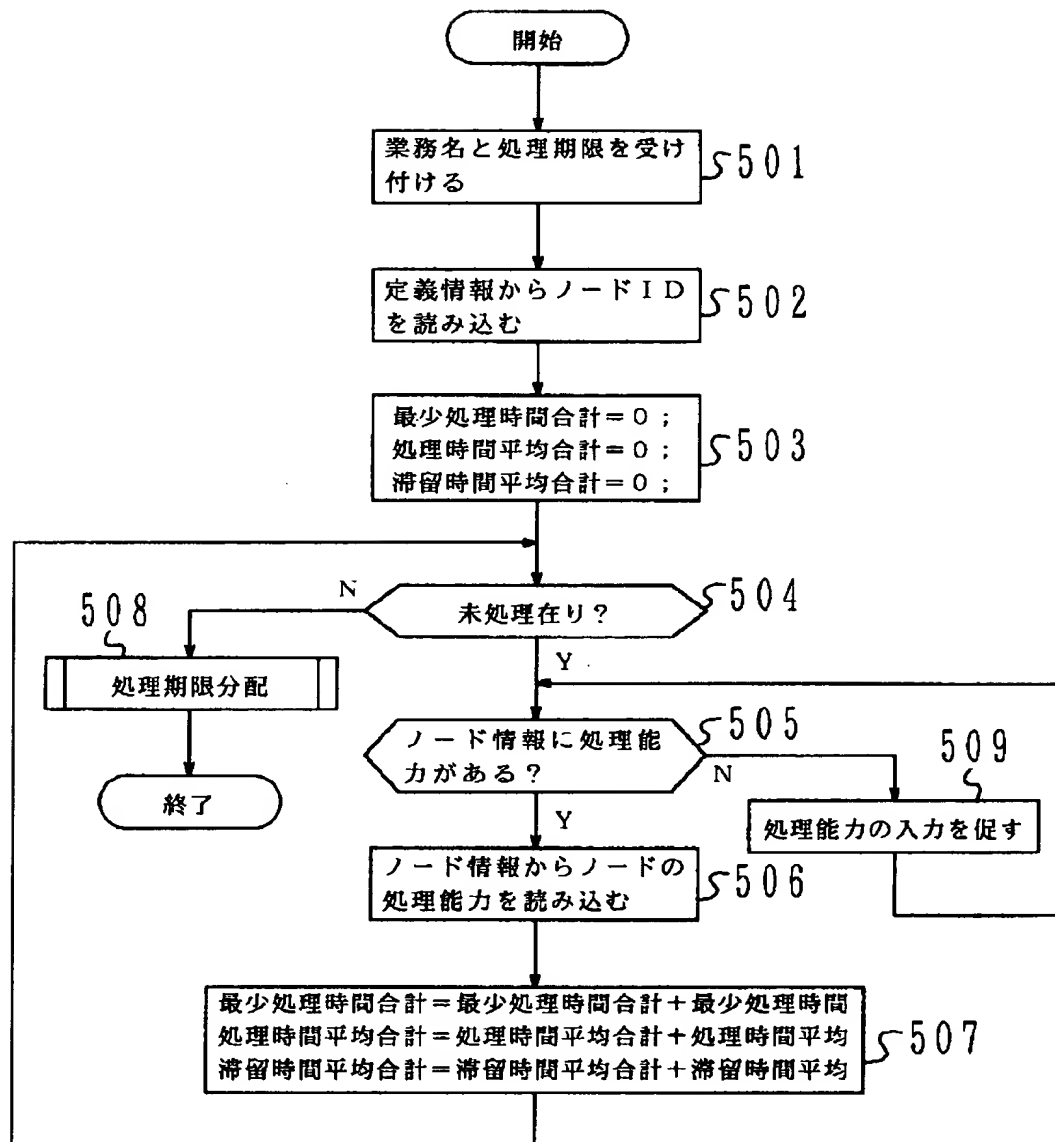 開始
業務名と処理期限を受け
付ける
501
定義情報からノードＩＤ
を読み込む
502
最少処理時間合計＝０；
処理時間平均合計＝０；
滞留時間平均合計＝０；
503
未処理在り？
504
N
Y
508
処理期限分配
終了
ノード情報に処理能
力がある？
505
N
Y
509
処理能力の入力を促す
ノード情報からノードの
処理能力を読み込む
506
最少処理時間合計＝最少処理時間合計＋最少処理時間
処理時間平均合計＝処理時間平均合計＋処理時間平均
滞留時間平均合計＝滞留時間平均合計＋滞留時間平均
507